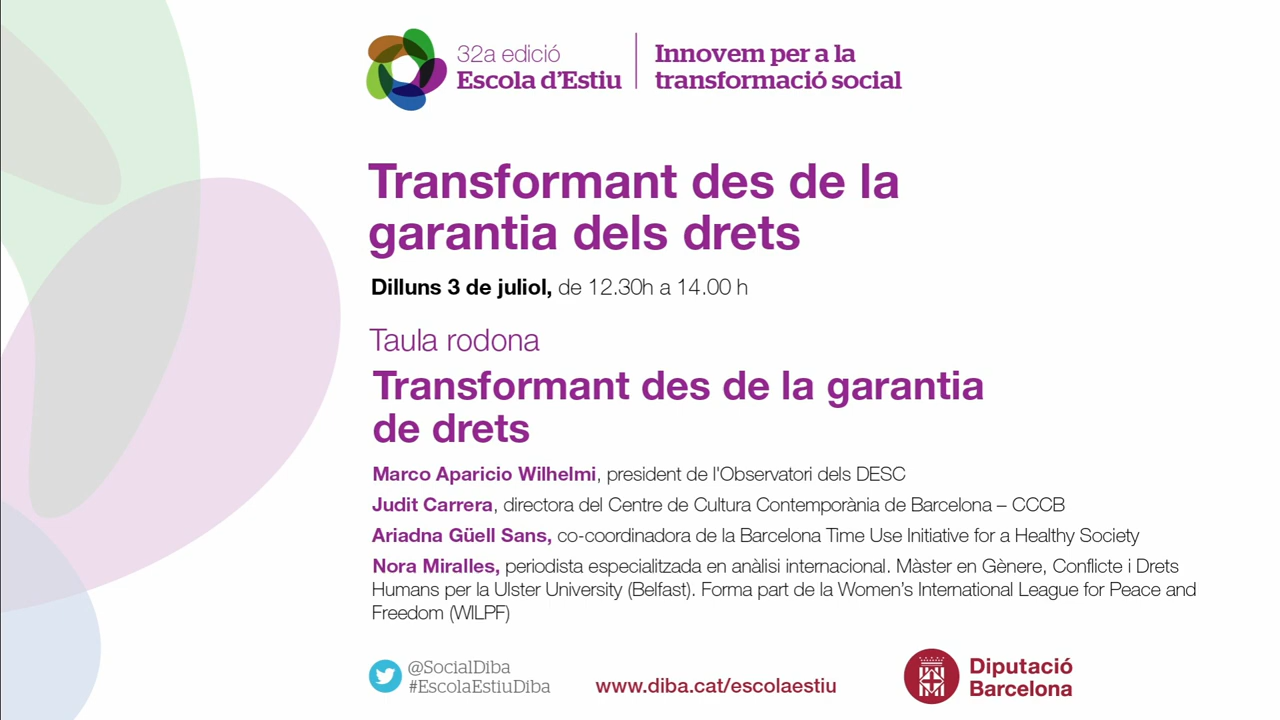 32a edició
Escola d'Estiu
Innovem per a la
transformació social
Transformant des de la
garantia dels drets
Dilluns 3 de juliol, de 12.30h a 14.00 h
Taula rodona
Transformant des de la garantia
de drets
Marco Aparicio Wilhelmi, president de l'Observatori dels DESC
Judit Carrera, directora del Centre de Cultura Contemporània de Barcelona – CCCB
Ariadna Güell Sans, co-coordinadora de la Barcelona Time Use Initiative for a Healthy Society
Nora Miralles, periodista especialitzada en anàlisi internacional. Màster en Gènere, Conflicte i Drets
Humans per la Ulster University (Belfast). Forma part de la Women's International League for Peace and
Freedom (WILPF)
@SocialDiba
#EscolaEstiuDiba
www.diba.cat/escolaestiu
Diputació
Barcelona